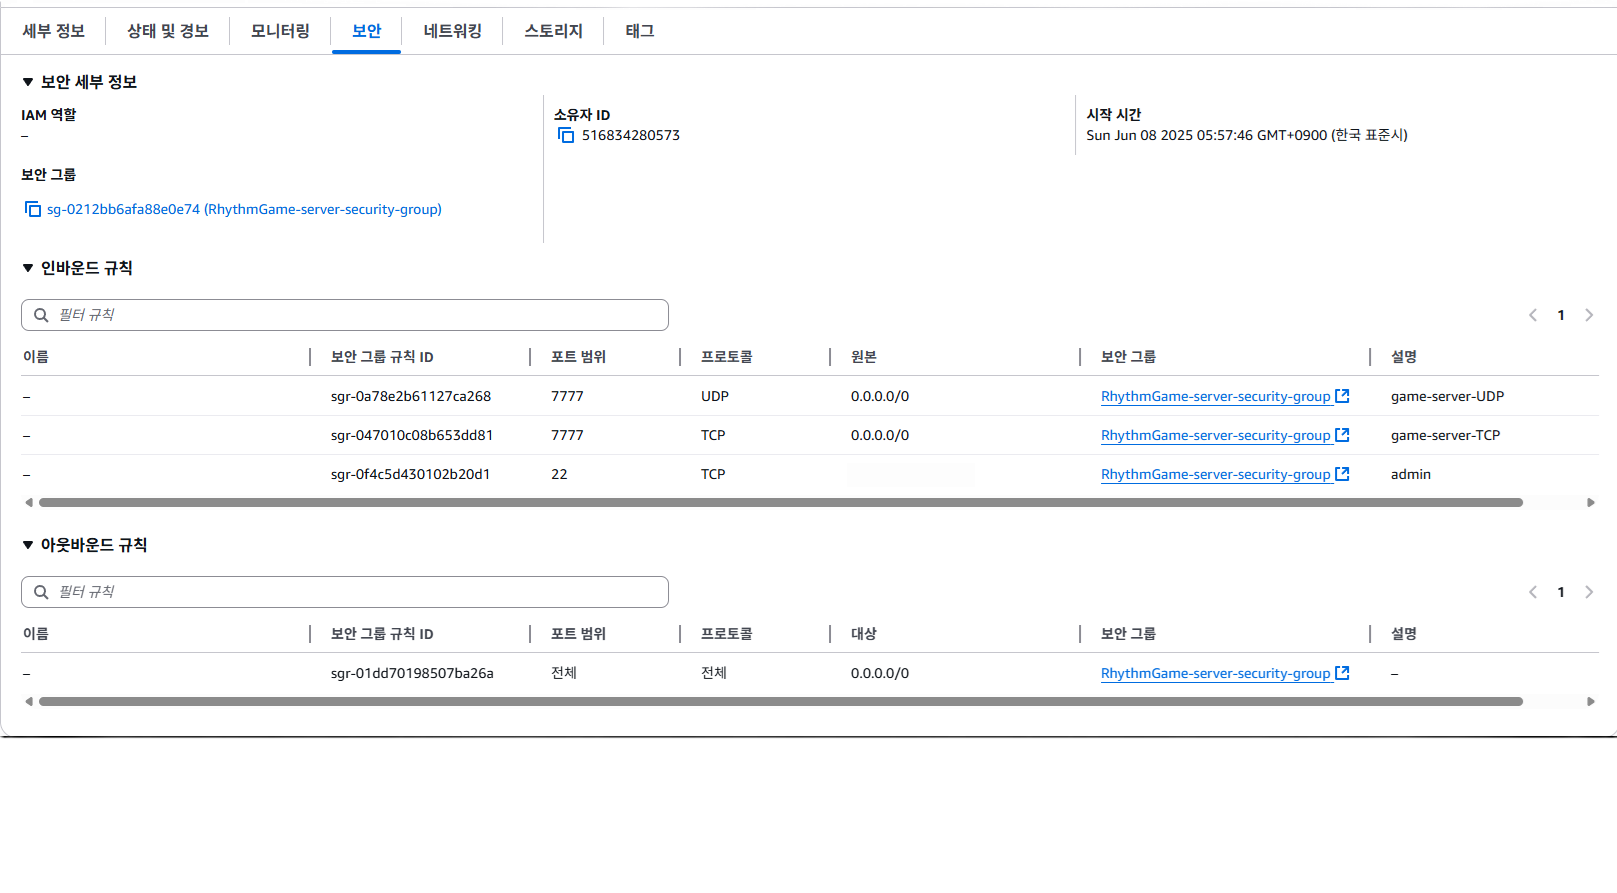 세부 정보 상태 및 경보 모니터링 보안 네트워킹 스토리지 태그
▼ 보안 세부 정보
IAM 역할
–
소유자 ID
516834280573
시작 시간
Sun Jun 08 2025 05:57:46 GMT+0900 (한국 표준시)
보안 그룹
sg-0212bb6afa88e0e74 (RhythmGame-server-security-group)
▼ 인바운드 규칙
필터 규칙
1
이름 보안 그룹 규칙 ID 포트 범위 프로토콜 원본 보안 그룹 설명
– sgr-0a78e2b61127ca268 7777 UDP 0.0.0.0/0 RhythmGame-server-security-group game-server-UDP
– sgr-047010c08b653dd81 7777 TCP 0.0.0.0/0 RhythmGame-server-security-group game-server-TCP
– sgr-0f4c5d430102b20d1 22 TCP RhythmGame-server-security-group admin
▼ 아웃바운드 규칙
필터 규칙
1
이름 보안 그룹 규칙 ID 포트 범위 프로토콜 대상 보안 그룹 설명
– sgr-01dd70198507ba26a 전체 전체 0.0.0.0/0 RhythmGame-server-security-group –